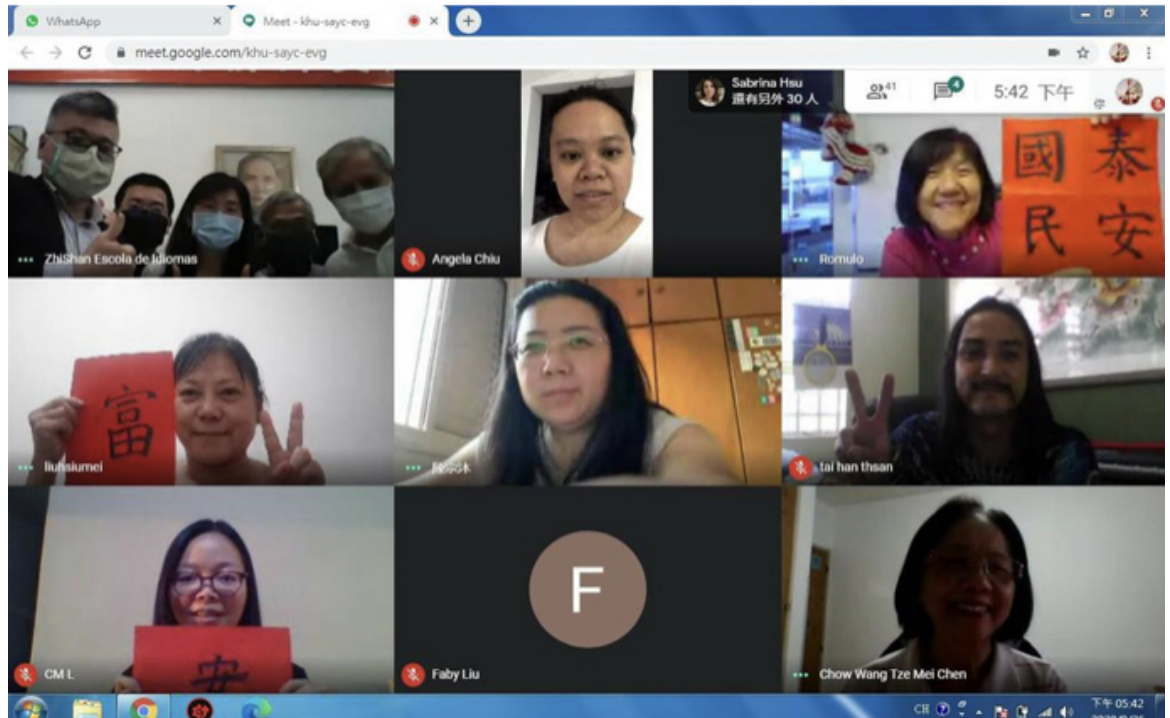 WhatsApp
Meet - khu-sayc-evg
meet.google.com/khu-sayc-evg
Sabrina Hsu
還有另外 30 人
41
4
5:42 下午
你
ZhiShan Escola de Idiomas
Angela Chiu
Romulo
國泰
民安
富
liuhsiumei
tai han thsan
安
CM L
F
Faby Liu
Chow Wang Tze Mei Chen
CH
下午 05:42